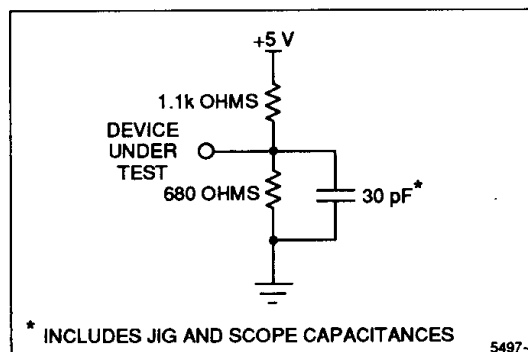 +5 V
1.1k OHMS
DEVICE
UNDER
TEST
680 OHMS
30 pF*
* INCLUDES JIG AND SCOPE CAPACITANCES
5497-